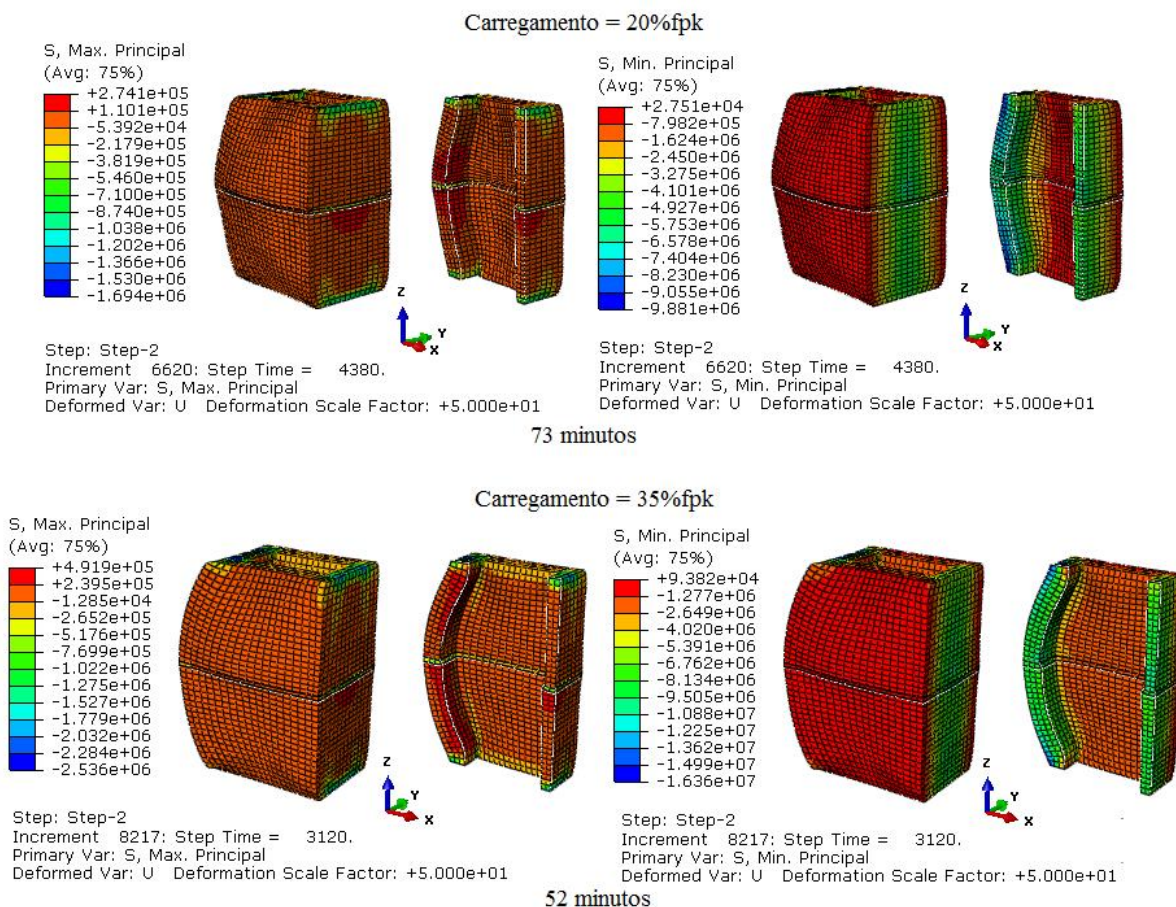 Carregamento = 20%fpk
S, Max. Principal
(Avg: 75%)
+2.741e+05
+1.101e+05
-5.392e+04
-2.179e+05
-3.819e+05
-5.460e+05
-7.100e+05
-8.740e+05
-1.038e+06
-1.202e+06
-1.366e+06
-1.530e+06
-1.694e+06
Z
Y
X
Step: Step-2
Increment 6620: Step Time = 4380.
Primary Var: S, Max. Principal
Deformed Var: U Deformation Scale Factor: +5.000e+01
S, Min. Principal
(Avg: 75%)
+2.751e+04
-7.982e+05
-1.624e+06
-2.450e+06
-3.275e+06
-4.101e+06
-4.927e+06
-5.753e+06
-6.578e+06
-7.404e+06
-8.230e+06
-9.055e+06
-9.881e+06
Z
Y
X
Step: Step-2
Increment 6620: Step Time = 4380.
Primary Var: S, Min. Principal
Deformed Var: U Deformation Scale Factor: +5.000e+01
73 minutos
Carregamento = 35%fpk
S, Max. Principal
(Avg: 75%)
+4.919e+05
+2.395e+05
-1.285e+04
-2.652e+05
-5.176e+05
-7.699e+05
-1.022e+06
-1.275e+06
-1.527e+06
-1.779e+06
-2.032e+06
-2.284e+06
-2.536e+06
Z
Y
X
Step: Step-2
Increment 8217: Step Time = 3120.
Primary Var: S, Max. Principal
Deformed Var: U Deformation Scale Factor: +5.000e+01
S, Min. Principal
(Avg: 75%)
+9.382e+04
-1.277e+06
-2.649e+06
-4.020e+06
-5.391e+06
-6.762e+06
-8.134e+06
-9.505e+06
-1.088e+07
-1.225e+07
-1.362e+07
-1.499e+07
-1.636e+07
Z
Y
X
Step: Step-2
Increment 8217: Step Time = 3120.
Primary Var: S, Min. Principal
Deformed Var: U Deformation Scale Factor: +5.000e+01
52 minutos